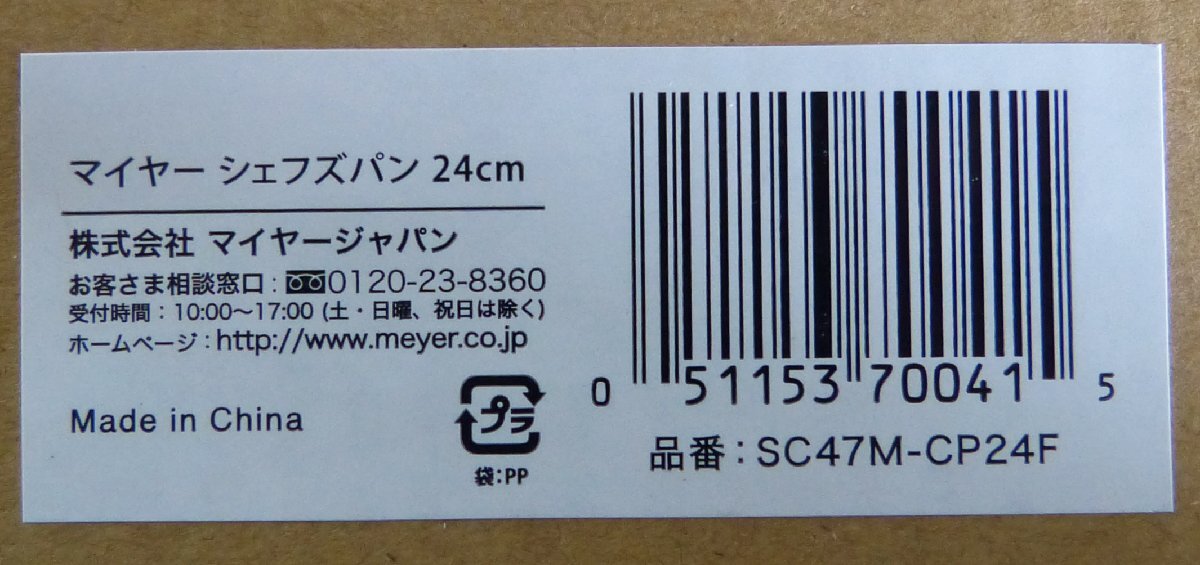 マイヤー シェフズパン 24cm
株式会社 マイヤージャパン
お客さま相談窓口：0120-23-8360
受付時間：10:00〜17:00 (土・日曜、祝日は除く)
ホームページ：http://www.meyer.co.jp
Made in China
プラ
袋:PP
0 51153 70041 5
品番：SC47M-CP24F